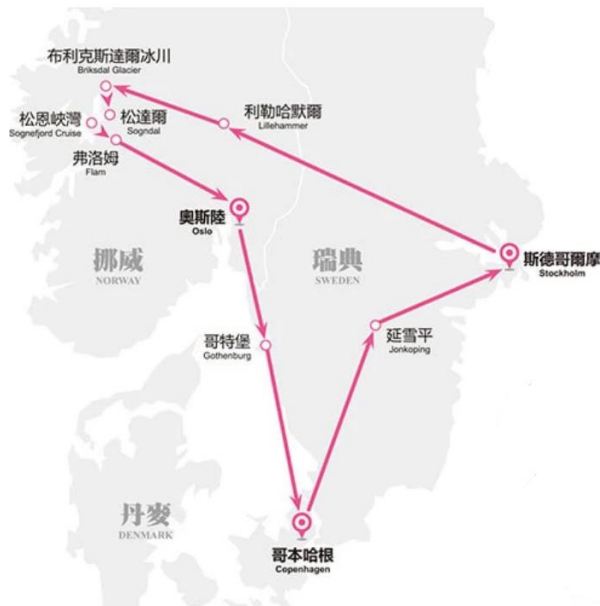 布利克斯達爾冰川
Briksdal Glacier
松恩峽灣
Sognefjord Cruise
松達爾
Sogndal
利勒哈默爾
Lillehammer
弗洛姆
Flam
奧斯陸
Oslo
挪威
NORWAY
瑞典
SWEDEN
斯德哥爾摩
Stockholm
哥特堡
Gothenburg
延雪平
Jonkoping
丹麥
DENMARK
哥本哈根
Copenhagen